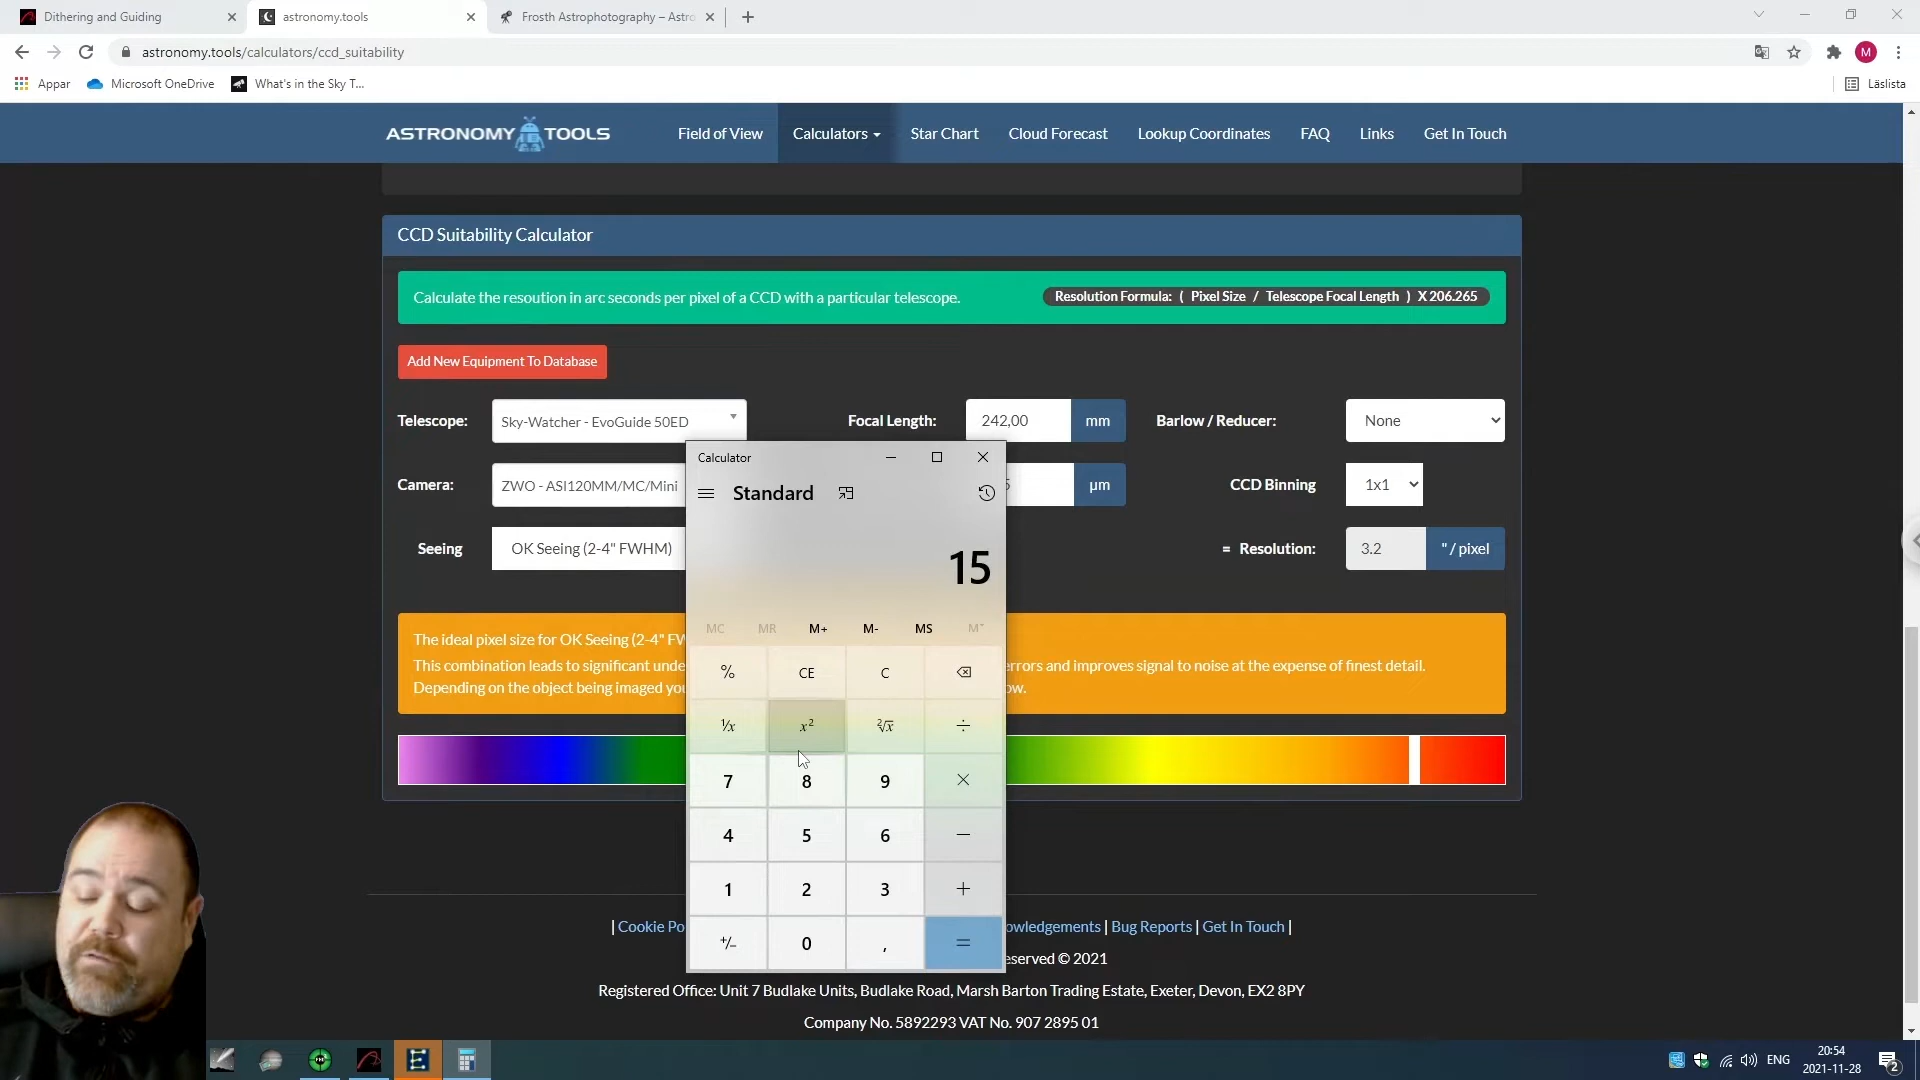 Dithering and Guiding
astronomy.tools
Frosth Astrophotography – Astro
astronomy.tools/calculators/ccd_suitability
M
Appar
Microsoft OneDrive
What's in the Sky T...
Läslista
ASTRONOMY TOOLS
Field of View
Calculators
Star Chart
Cloud Forecast
Lookup Coordinates
FAQ
Links
Get In Touch
CCD Suitability Calculator
Calculate the resoution in arc seconds per pixel of a CCD with a particular telescope.
Resolution Formula: ( Pixel Size / Telescope Focal Length ) X 206.265
Add New Equipment To Database
Telescope:
Sky-Watcher - EvoGuide 50ED
Focal Length:
242,00
mm
Barlow / Reducer:
None
Camera:
ZWO - ASI120MM/MC/Mini
µm
CCD Binning
1x1
Seeing
OK Seeing (2-4" FWHM)
= Resolution:
3.2
" / pixel
The ideal pixel size for OK Seeing (2-4"
This combination leads to significant
and improves signal to noise at the expense of finest detail.
Depending on the object being imaged
Calculator
Standard
15
MC MR M+ M- MS M
% CE C
1/x x² ²√x ÷
7 8 9 ×
4 5 6 −
1 2 3 +
+/− 0 , =
| Cookie
| Bug Reports | Get In Touch |
© 2021
Registered Office: Unit 7 Budlake Units, Budlake Road, Marsh Barton Trading Estate, Exeter, Devon, EX2 8PY
Company No. 5892293 VAT No. 907 2895 01
ENG
20:54
2021-11-28
2